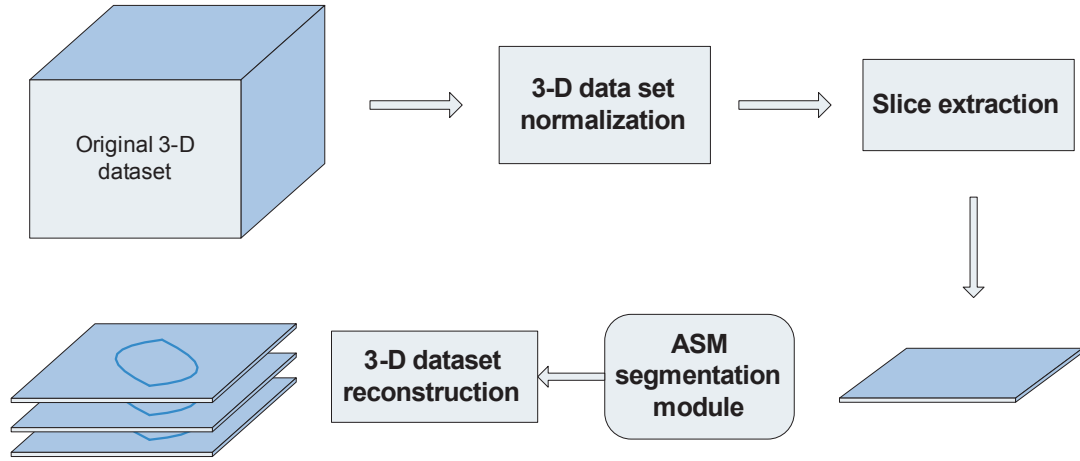 Original 3-D
dataset
3-D data set
normalization
Slice extraction
ASM
segmentation
module
3-D dataset
reconstruction